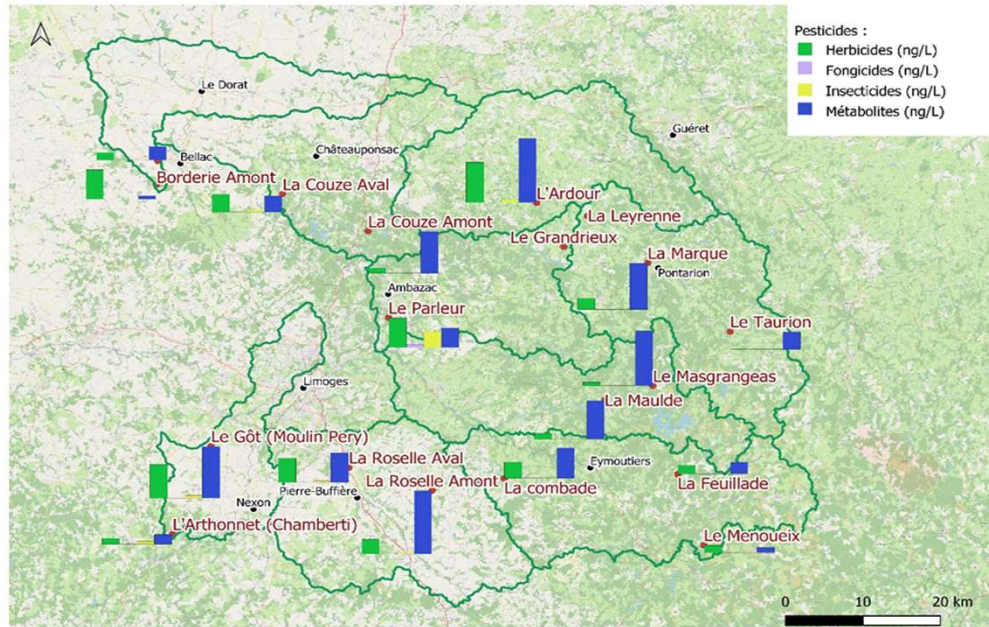 Pesticides :
Herbicides (ng/L)
Fongicides (ng/L)
Insecticides (ng/L)
Métabolites (ng/L)
Le Dorat
Guéret
Châteauponsac
Bellac
Borderie Amont
La Couze Aval
L'Ardour
La Leyrenne
La Couze Amont
Le Grandrieux
La Marque
Pontarion
Ambazac
Le Parleur
Le Taurion
Le Masgrangeas
Limoges
La Maulde
Le Gôt (Moulin Pery)
La Roselle Aval
Eymoutiers
La Roselle Amont
La combade
La Feuillade
Pierre-Buffière
Nexon
L'Arthonnet (Chamberti)
Le Menoueix
0 10 20 km